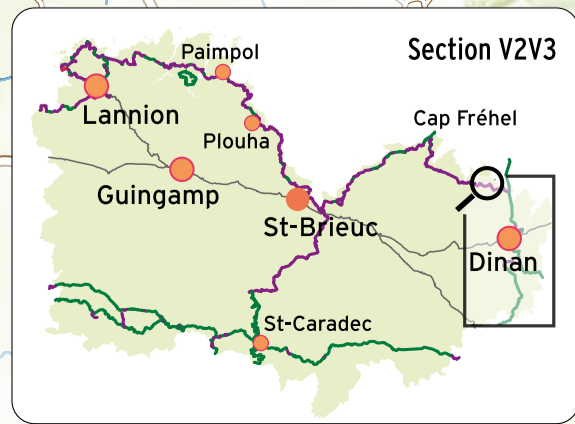 Section V2V3
Paimpol
Cap Fréhel
Lannion
Plouha
Guingamp
St-Brieuc
Dinan
St-Caradec